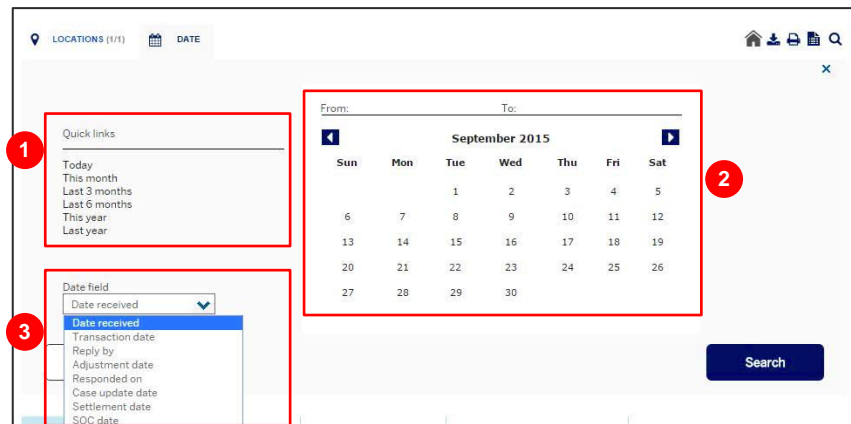 LOCATIONS (1/1) DATE
1
Quick links
Today
This month
Last 3 months
Last 6 months
This year
Last year
From: To:
September 2015
Sun Mon Tue Wed Thu Fri Sat
1 2 3 4 5
6 7 8 9 10 11 12
13 14 15 16 17 18 19
20 21 22 23 24 25 26
27 28 29 30
2
3
Date field
Date received
Date received
Transaction date
Reply by
Adjustment date
Responded on
Case update date
Settlement date
SOC date
Search